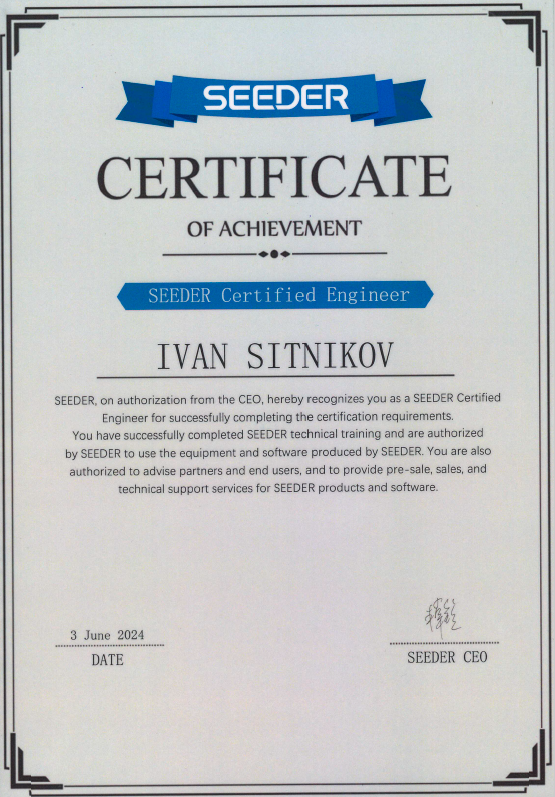 SEEDER
CERTIFICATE
OF ACHIEVEMENT
SEEDER Certified Engineer
IVAN SITNIKOV
SEEDER, on authorization from the CEO, hereby recognizes you as a SEEDER Certified
Engineer for successfully completing the certification requirements.
You have successfully completed SEEDER technical training and are authorized
by SEEDER to use the equipment and software produced by SEEDER. You are also
authorized to advise partners and end users, and to provide pre-sale, sales, and
technical support services for SEEDER products and software.
3 June 2024
DATE
SEEDER CEO